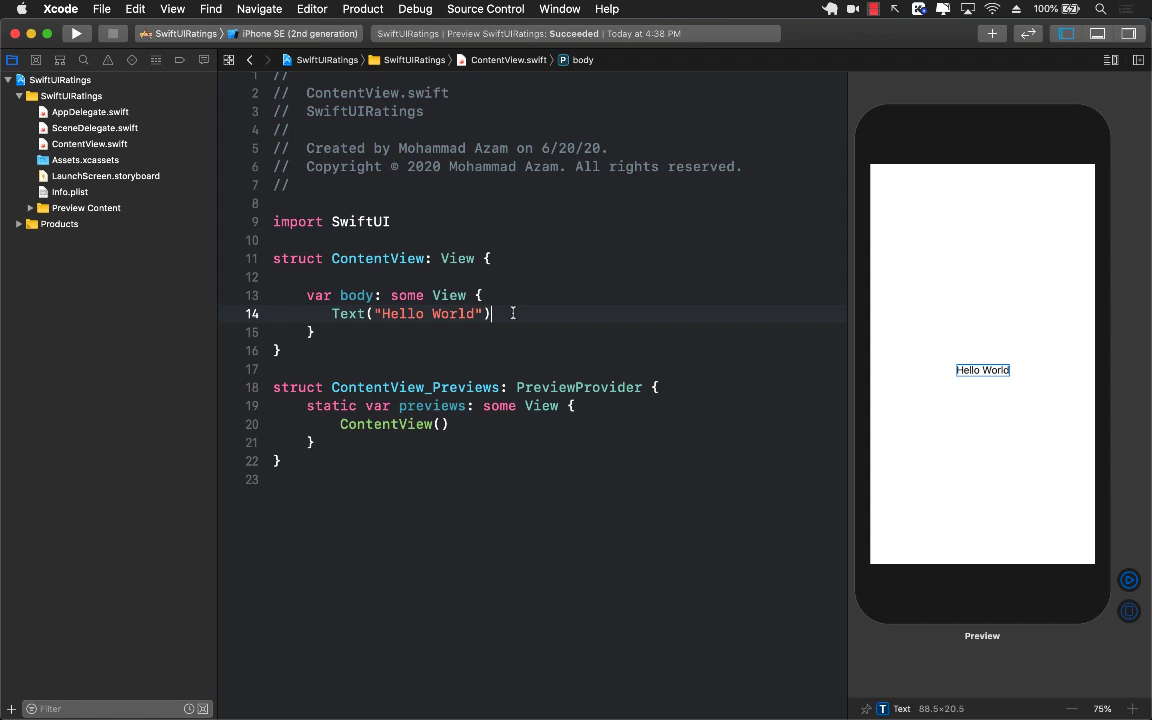 Xcode File Edit View Find Navigate Editor Product Debug Source Control Window Help 100%
SwiftUIRatings iPhone SE (2nd generation) SwiftUIRatings | Preview SwiftUIRatings: Succeeded | Today at 4:38 PM
SwiftUIRatings SwiftUIRatings ContentView.swift body
SwiftUIRatings
SwiftUIRatings
AppDelegate.swift
SceneDelegate.swift
ContentView.swift
Assets.xcassets
LaunchScreen.storyboard
Info.plist
Preview Content
Products
1 //
2 // ContentView.swift
3 // SwiftUIRatings
4 //
5 // Created by Mohammad Azam on 6/20/20.
6 // Copyright © 2020 Mohammad Azam. All rights reserved.
7 //
8
9 import SwiftUI
10
11 struct ContentView: View {
12
13 var body: some View {
14 Text("Hello World")
15 }
16 }
17
18 struct ContentView_Previews: PreviewProvider {
19 static var previews: some View {
20 ContentView()
21 }
22 }
23
Hello World
Preview
Filter
T Text 88.5×20.5 75%